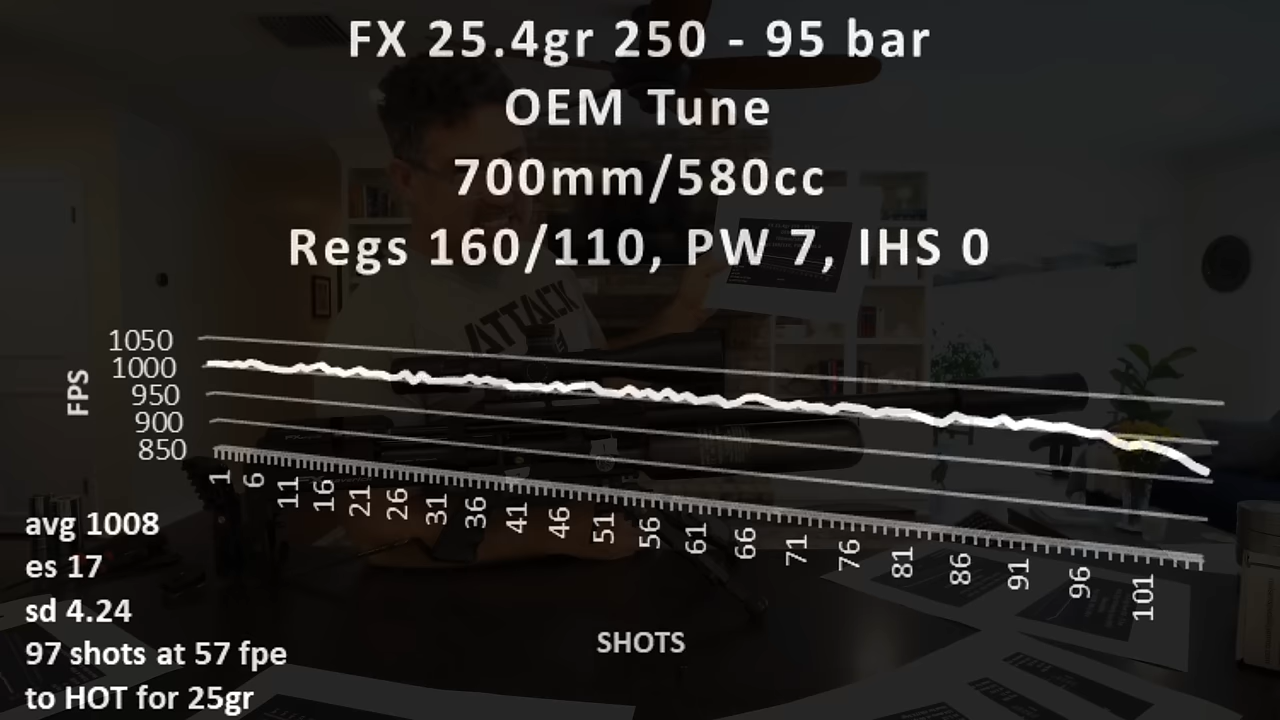 FX 25.4gr 250 - 95 bar
OEM Tune
700mm/580cc
Regs 160/110, PW 7, IHS 0
ATTACK
1050
1000
950
900
850
FPS
1 6 11 16 21 26 31 36 41 46 51 56 61 66 71 76 81 86 91 96 101
SHOTS
avg 1008
es 17
sd 4.24
97 shots at 57 fpe
to HOT for 25gr